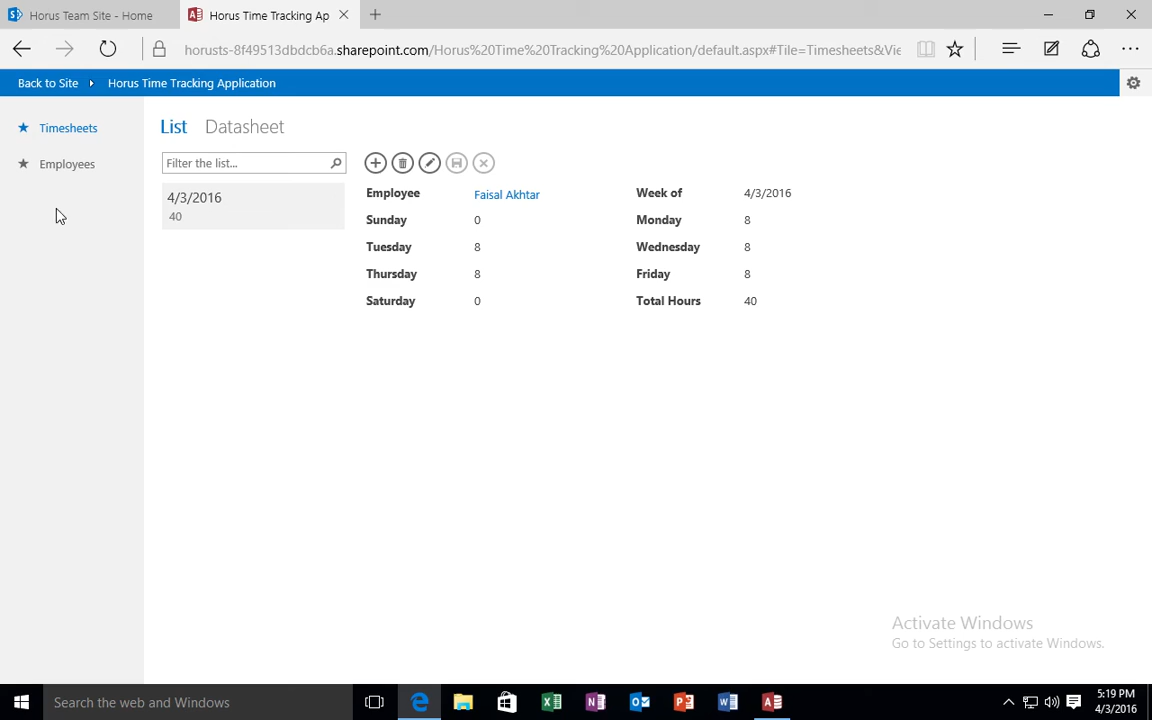 Horus Team Site - Home
Horus Time Tracking Ap
horusts-8f49513dbdcb6a.sharepoint.com/Horus%20Time%20Tracking%20Application/default.aspx#Tile=Timesheets&Vie
Back to Site Horus Time Tracking Application
Timesheets
Employees
List Datasheet
Filter the list...
4/3/2016
40
Employee Faisal Akhtar Week of 4/3/2016
Sunday 0 Monday 8
Tuesday 8 Wednesday 8
Thursday 8 Friday 8
Saturday 0 Total Hours 40
Activate Windows
Go to Settings to activate Windows.
Search the web and Windows
5:19 PM
4/3/2016